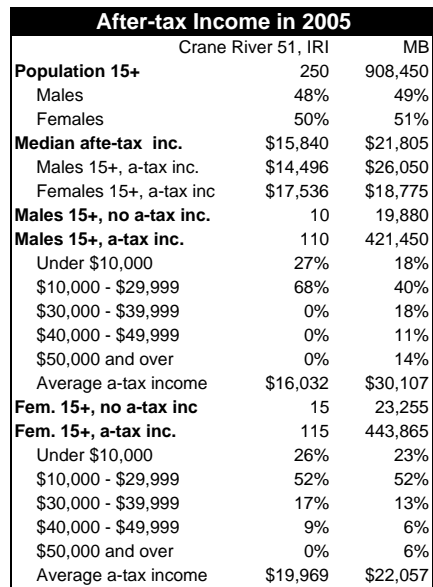 After-tax Income in 2005
Crane River 51, IRI MB
Population 15+ 250 908,450
Males 48% 49%
Females 50% 51%
Median afte-tax inc. $15,840 $21,805
Males 15+, a-tax inc. $14,496 $26,050
Females 15+, a-tax inc $17,536 $18,775
Males 15+, no a-tax inc. 10 19,880
Males 15+, a-tax inc. 110 421,450
Under $10,000 27% 18%
$10,000 - $29,999 68% 40%
$30,000 - $39,999 0% 18%
$40,000 - $49,999 0% 11%
$50,000 and over 0% 14%
Average a-tax income $16,032 $30,107
Fem. 15+, no a-tax inc 15 23,255
Fem. 15+, a-tax inc. 115 443,865
Under $10,000 26% 23%
$10,000 - $29,999 52% 52%
$30,000 - $39,999 17% 13%
$40,000 - $49,999 9% 6%
$50,000 and over 0% 6%
Average a-tax income $19,969 $22,057